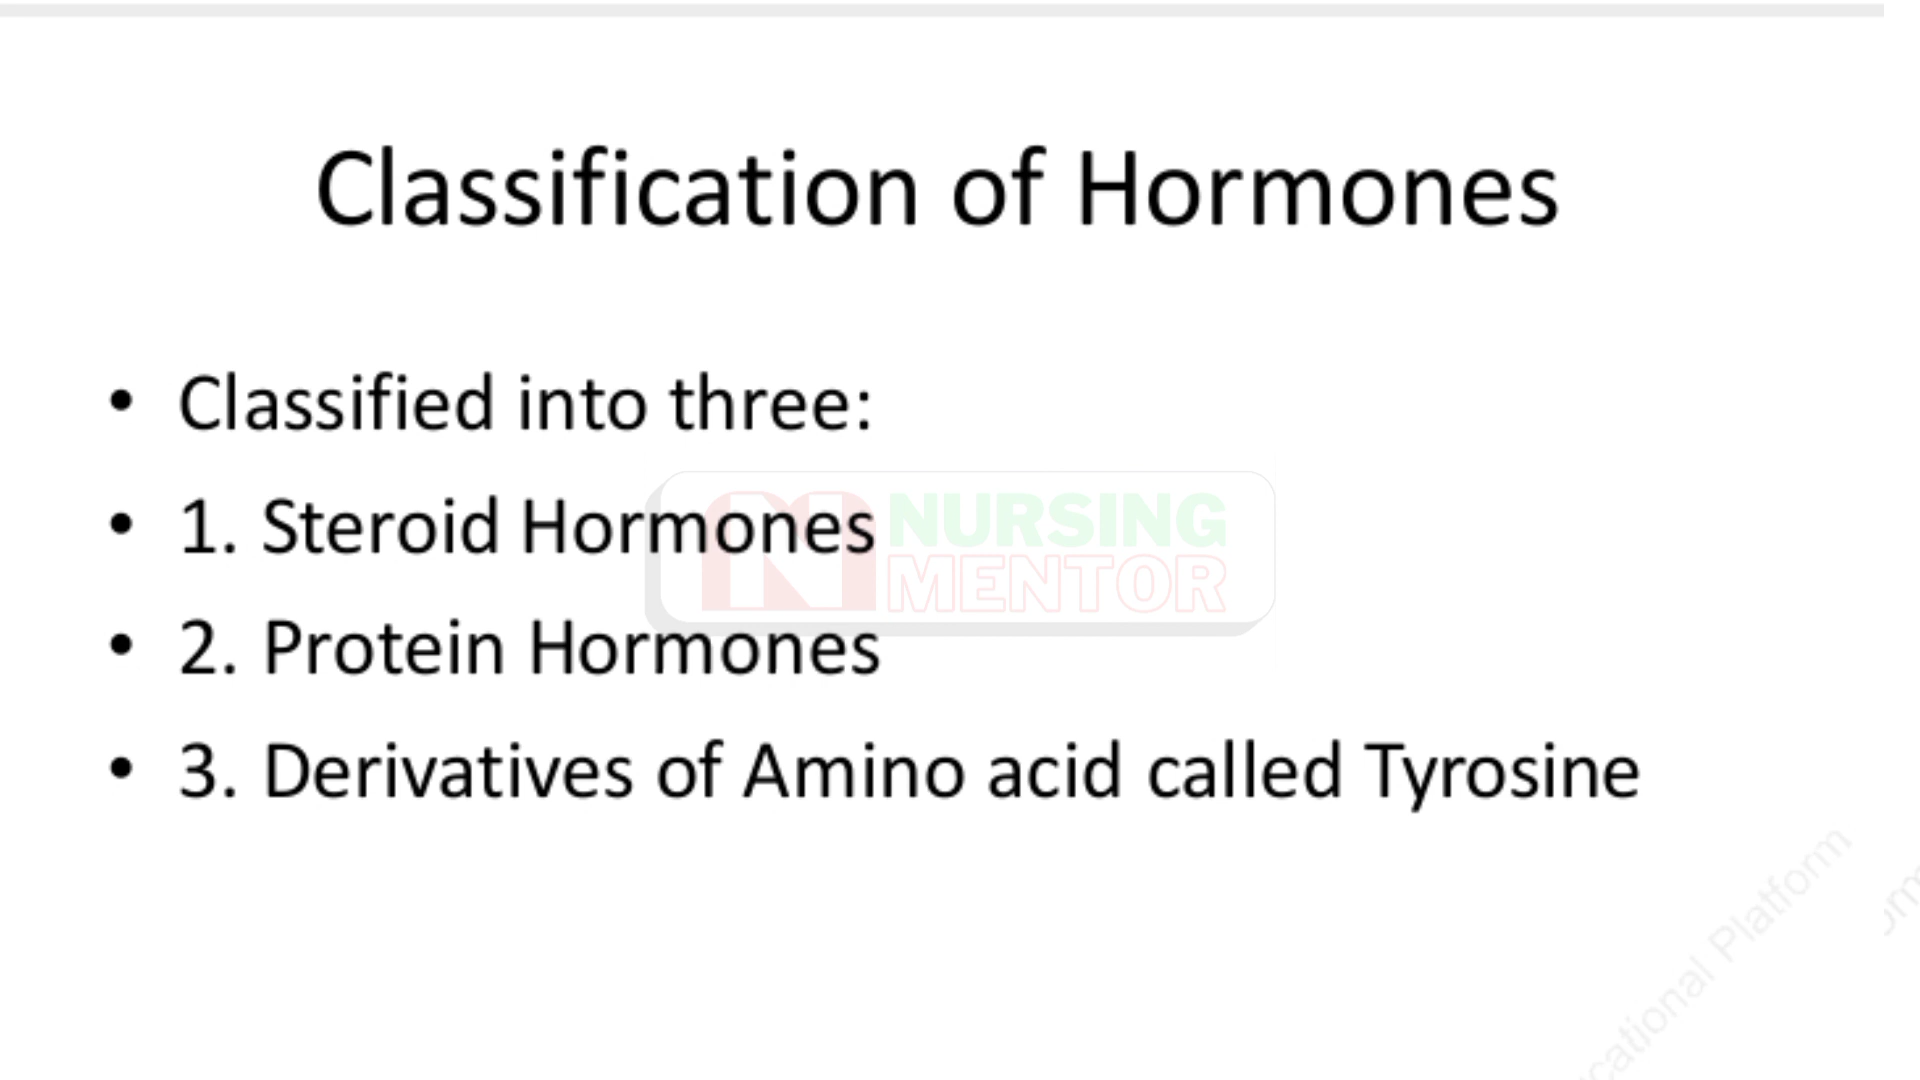 Classification of Hormones
• Classified into three:
• 1. Steroid Hormones
NURSING
MENTOR
• 2. Protein Hormones
• 3. Derivatives of Amino acid called Tyrosine
Platform